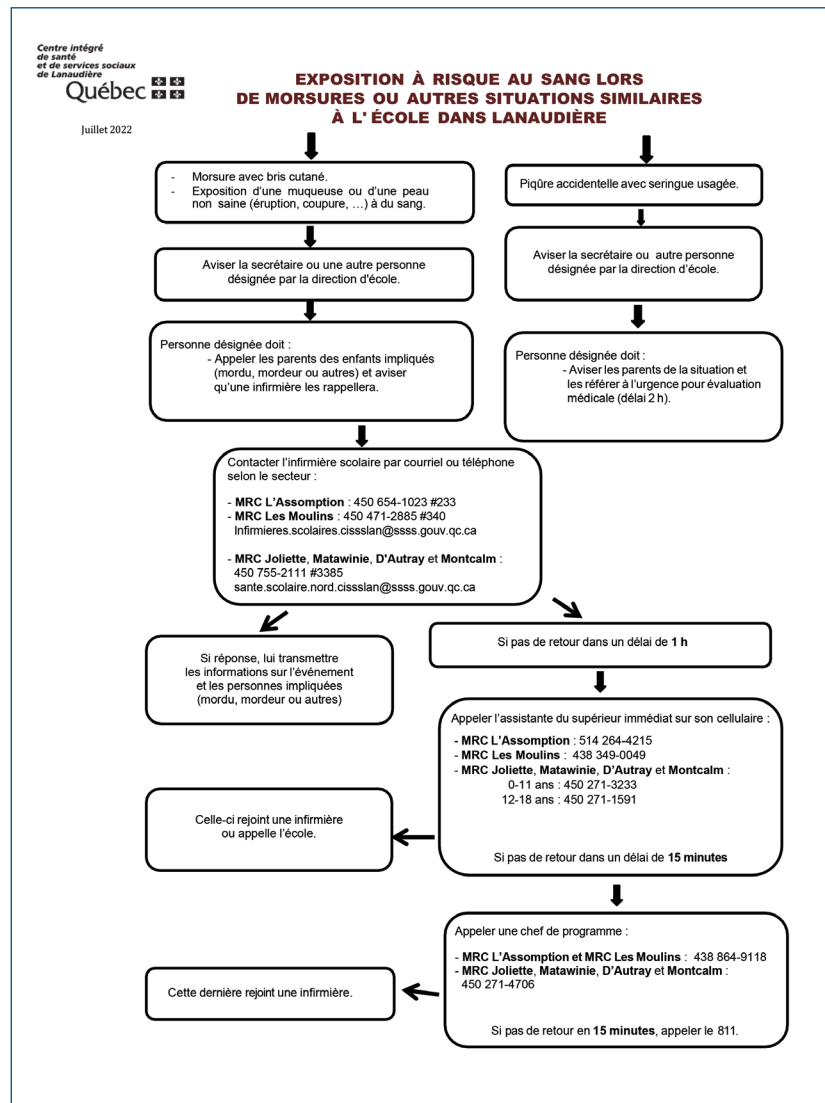 Centre intégré
de santé
et de services sociaux
de Lanaudière
Québec
Juillet 2022
EXPOSITION À RISQUE AU SANG LORS
DE MORSURES OU AUTRES SITUATIONS SIMILAIRES
À L' ÉCOLE DANS LANAUDIÈRE
- Morsure avec bris cutané.
- Exposition d'une muqueuse ou d'une peau
non saine (éruption, coupure, …) à du sang.
Aviser la secrétaire ou une autre personne
désignée par la direction d'école.
Personne désignée doit :
- Appeler les parents des enfants impliqués
(mordu, mordeur ou autres) et aviser
qu'une infirmière les rappellera.
Piqûre accidentelle avec seringue usagée.
Aviser la secrétaire ou autre personne
désignée par la direction d'école.
Personne désignée doit :
- Aviser les parents de la situation et
les référer à l'urgence pour évaluation
médicale (délai 2 h).
Contacter l'infirmière scolaire par courriel ou téléphone
selon le secteur :
- MRC L'Assomption : 450 654-1023 #233
- MRC Les Moulins : 450 471-2885 #340
Infirmieres.scolaires.cissslan@ssss.gouv.qc.ca
- MRC Joliette, Matawinie, D'Autray et Montcalm :
450 755-2111 #3385
sante.scolaire.nord.cissslan@ssss.gouv.qc.ca
Si réponse, lui transmettre
les informations sur l'événement
et les personnes impliquées
(mordu, mordeur ou autres)
Si pas de retour dans un délai de 1 h
Appeler l'assistante du supérieur immédiat sur son cellulaire :
- MRC L'Assomption : 514 264-4215
- MRC Les Moulins : 438 349-0049
- MRC Joliette, Matawinie, D'Autray et Montcalm :
0-11 ans : 450 271-3233
12-18 ans : 450 271-1591
Si pas de retour dans un délai de 15 minutes
Celle-ci rejoint une infirmière
ou appelle l'école.
Appeler une chef de programme :
- MRC L'Assomption et MRC Les Moulins : 438 864-9118
- MRC Joliette, Matawinie, D'Autray et Montcalm :
450 271-4706
Si pas de retour en 15 minutes, appeler le 811.
Cette dernière rejoint une infirmière.